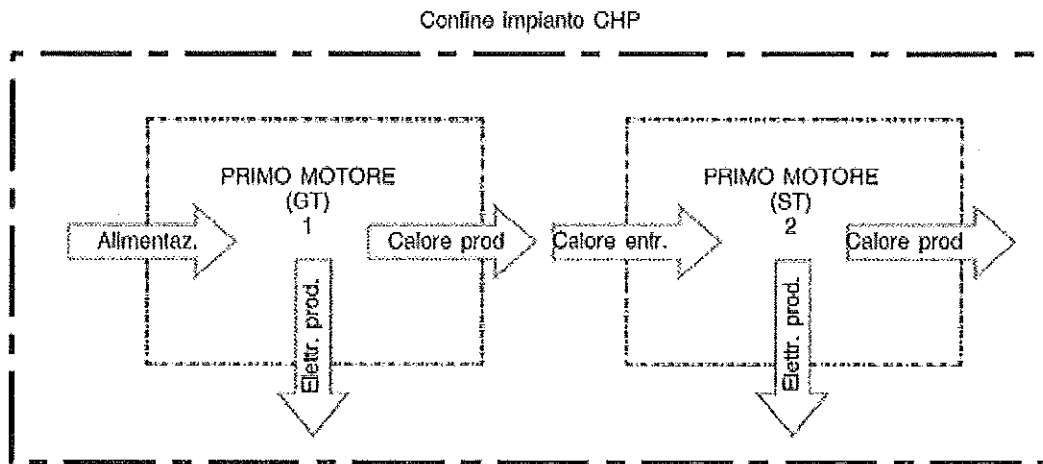 Confine impianto CHP
PRIMO MOTORE
(GT)
1
PRIMO MOTORE
(ST)
2
Alimentaz.
Calore prod
Calore entr.
Calore prod
Elettr. prod.
Elettr. prod.